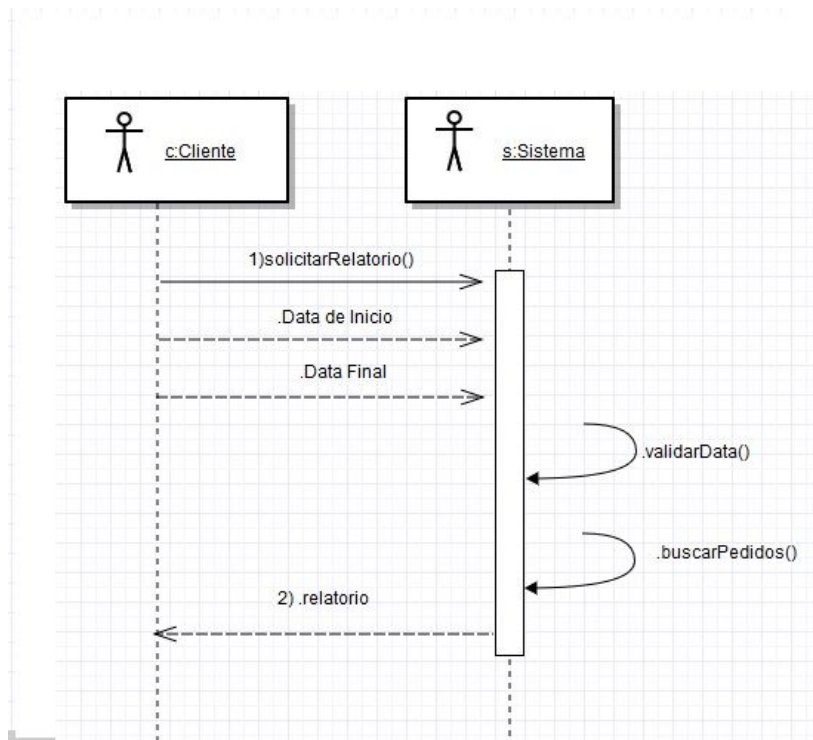 c:Cliente
s:Sistema
1)solicitarRelatorio()
.Data de Inicio
.Data Final
.validarData()
.buscarPedidos()
2) .relatorio